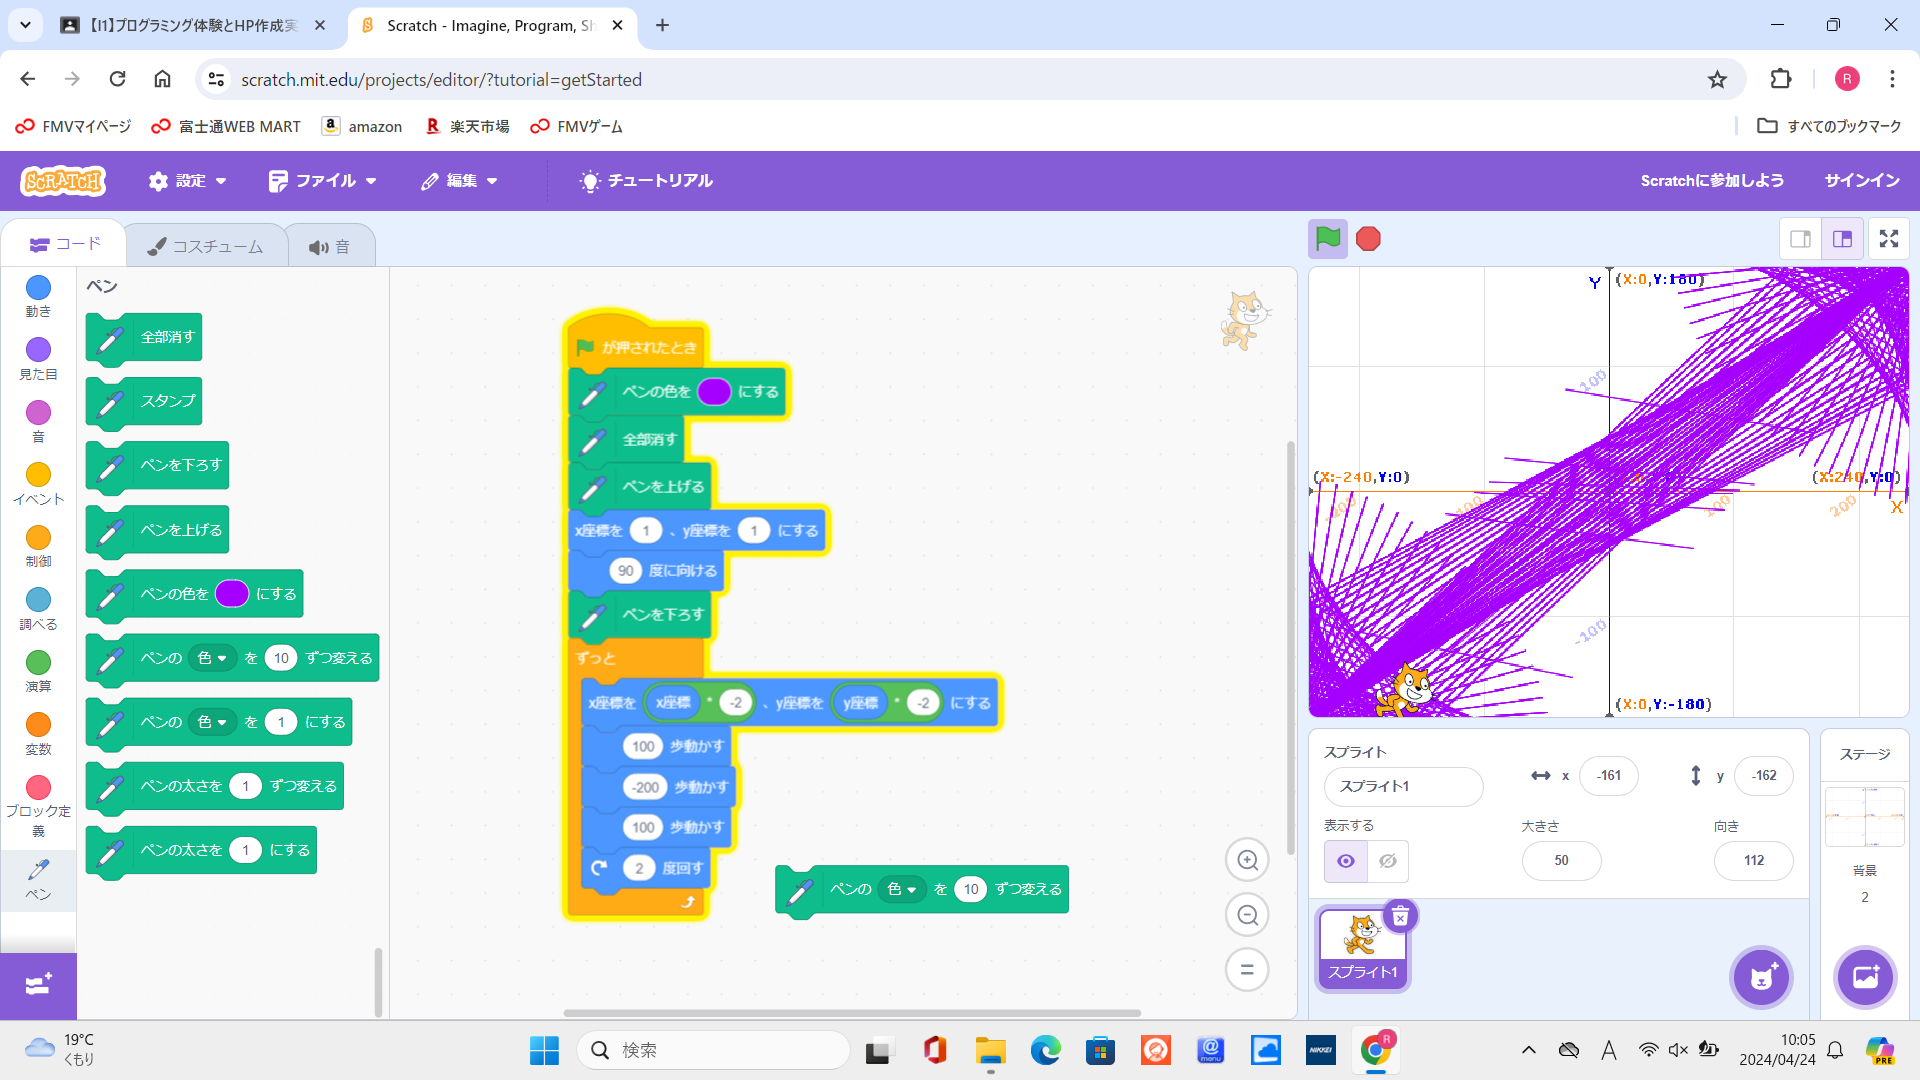 【I1】プログラミング体験とHP作成実
Scratch - Imagine, Program, Sh
scratch.mit.edu/projects/editor/?tutorial=getStarted
R
FMVマイページ
富士通WEB MART
amazon
楽天市場
FMVゲーム
すべてのブックマーク
SCRATCH
設定
ファイル
編集
チュートリアル
Scratchに参加しよう
サインイン
コード
コスチューム
音
動き
見た目
音
イベント
制御
調べる
演算
変数
ブロック定
義
ペン
ペン
全部消す
スタンプ
ペンを下ろす
ペンを上げる
ペンの色を にする
ペンの 色 を 10 ずつ変える
ペンの 色 を 1 にする
ペンの太さを 1 ずつ変える
ペンの太さを 1 にする
が押されたとき
ペンの色を にする
全部消す
ペンを上げる
x座標を 1 、y座標を 1 にする
90 度に向ける
ペンを下ろす
ずっと
x座標を x座標 * -2 、y座標を y座標 * -2 にする
100 歩動かす
-200 歩動かす
100 歩動かす
2 度回す
ペンの 色 を 10 ずつ変える
Y
(X:0,Y:180)
100
(X:-240,Y:0)
(X:240,Y:0)
100
200
X
-100
(X:0,Y:-180)
スプライト
スプライト1
x -161
y -162
表示する
大きさ
50
向き
112
スプライト1
ステージ
背景
2
19°C
くもり
検索
@
menu
NIKKEI
R
A
10:05
2024/04/24
PRE